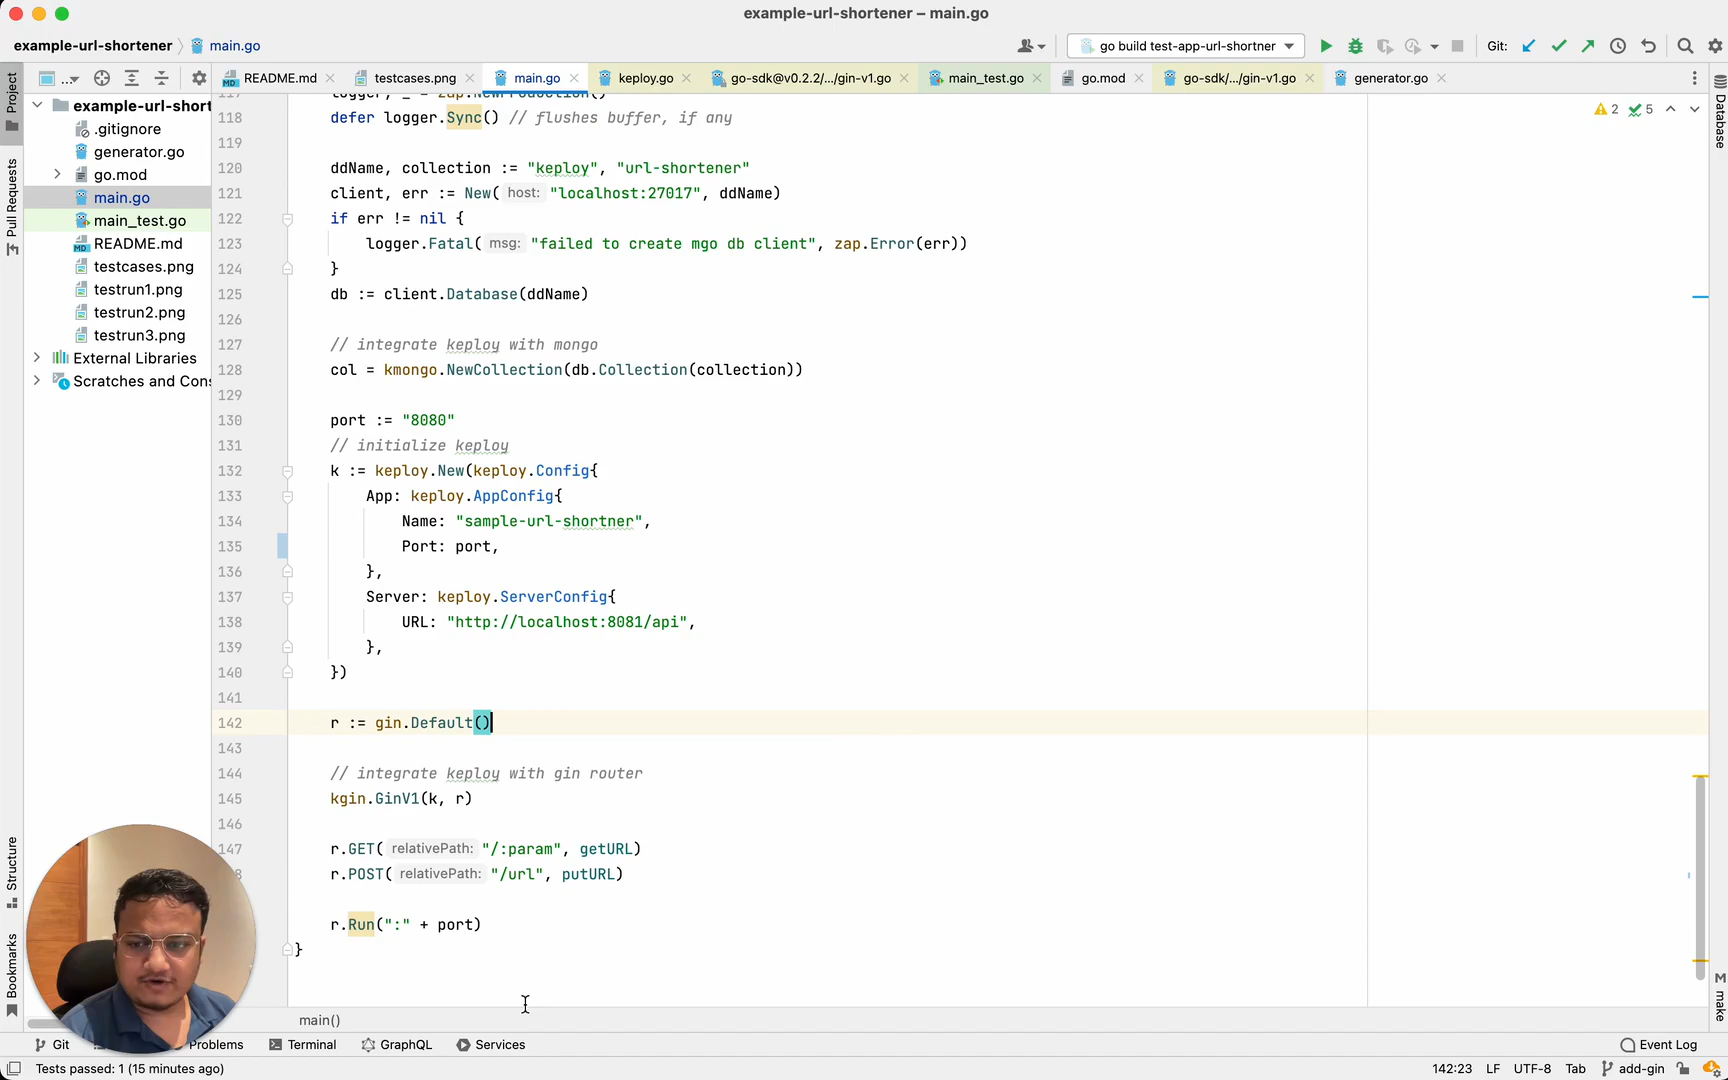 example-url-shortener – main.go
example-url-shortener
main.go
go build test-app-url-shortner
Git:
README.md
testcases.png
main.go
keploy.go
go-sdk@v0.2.2/.../gin-v1.go
main_test.go
go.mod
go-sdk/.../gin-v1.go
generator.go
Project
Pull Requests
Structure
Bookmarks
Database
M make
example-url-short
.gitignore
generator.go
go.mod
main.go
main_test.go
README.md
testcases.png
testrun1.png
testrun2.png
testrun3.png
External Libraries
Scratches and Cons
2 5
118 defer logger.Sync() // flushes buffer, if any
119
120 ddName, collection := "keploy", "url-shortener"
121 client, err := New( host: "localhost:27017", ddName)
122 if err != nil {
123 logger.Fatal( msg: "failed to create mgo db client", zap.Error(err))
124 }
125 db := client.Database(ddName)
126
127 // integrate keploy with mongo
128 col = kmongo.NewCollection(db.Collection(collection))
129
130 port := "8080"
131 // initialize keploy
132 k := keploy.New(keploy.Config{
133 App: keploy.AppConfig{
134 Name: "sample-url-shortner",
135 Port: port,
136 },
137 Server: keploy.ServerConfig{
138 URL: "http://localhost:8081/api",
139 },
140 })
141
142 r := gin.Default()
143
144 // integrate keploy with gin router
145 kgin.GinV1(k, r)
146
147 r.GET( relativePath: "/:param", getURL)
r.POST( relativePath: "/url", putURL)
r.Run(":" + port)
}
main()
Git
Problems
Terminal
GraphQL
Services
Event Log
Tests passed: 1 (15 minutes ago)
142:23
LF
UTF-8
Tab
add-gin